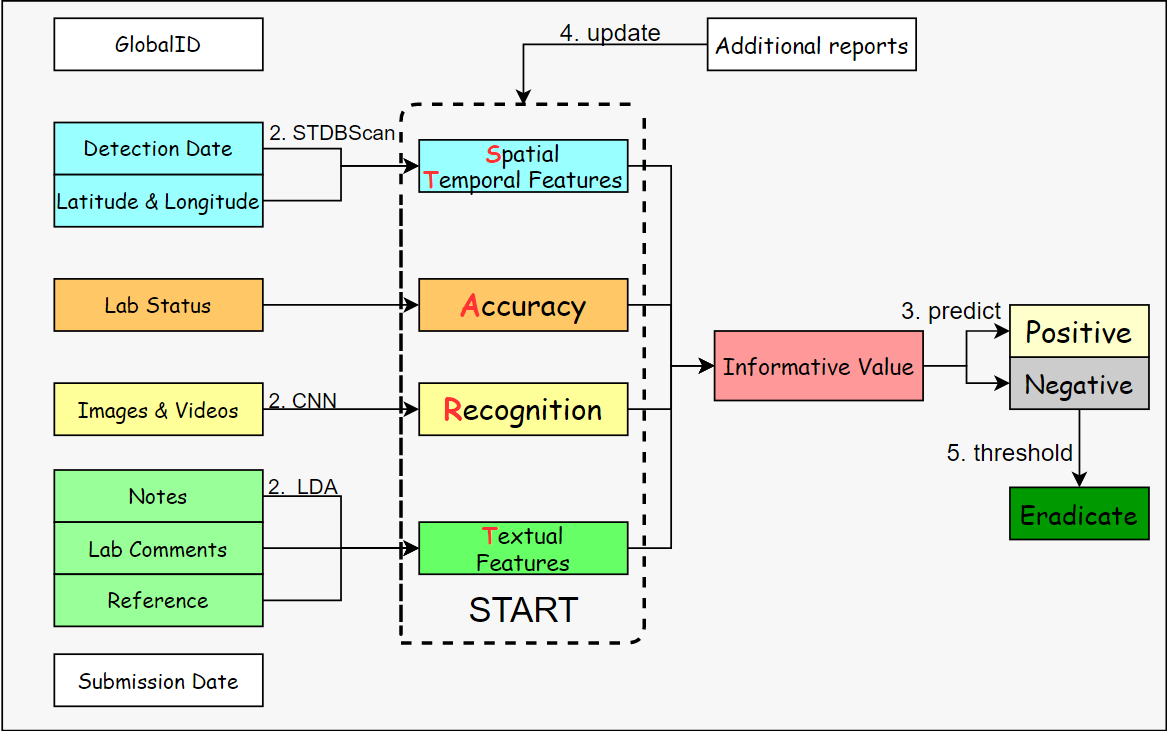 GlobalID
4. update
Additional reports
2. STDBScan
Detection Date
Latitude & Longitude
Spatial
Temporal Features
Lab Status
Accuracy
3. predict
Positive
Informative Value
Negative
Images & Videos
2. CNN
Recognition
5. threshold
2. LDA
Notes
Lab Comments
Reference
Textual
Features
Eradicate
START
Submission Date